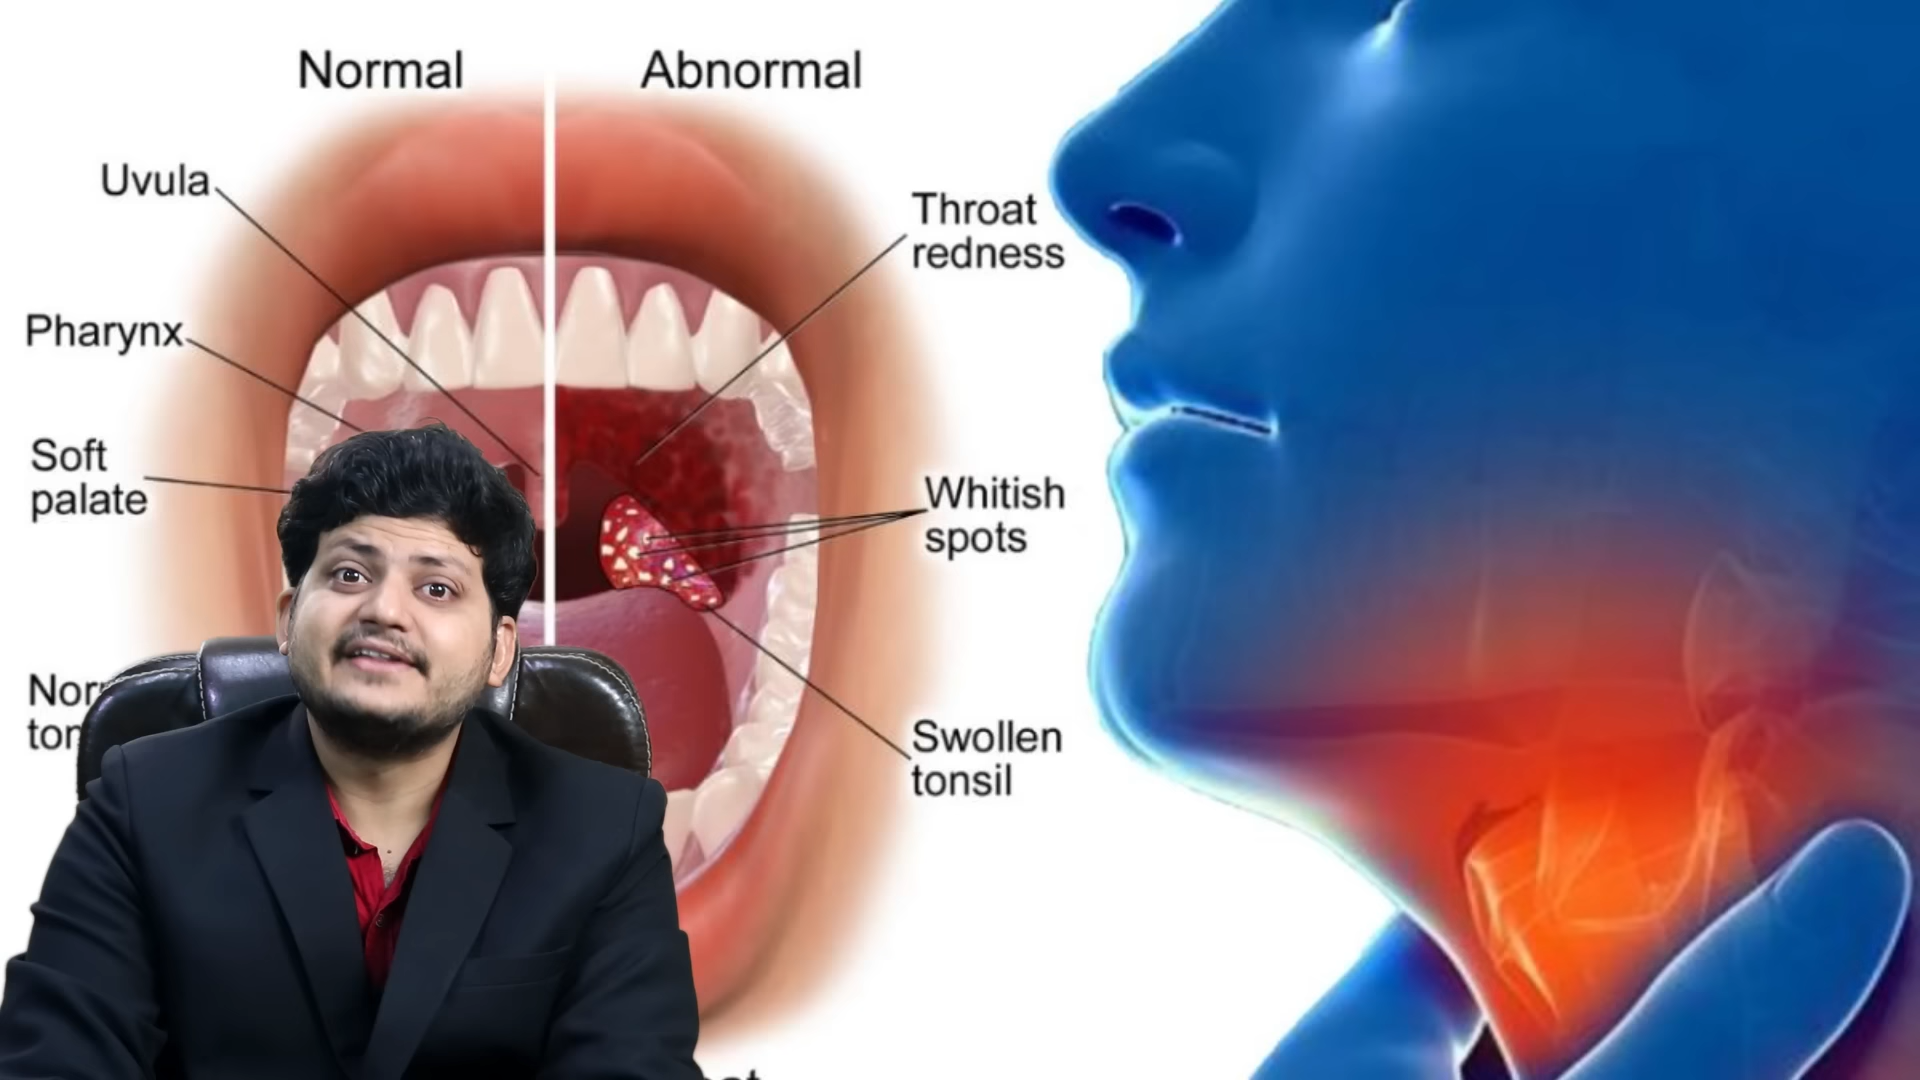 Normal
Abnormal
Uvula
Throat
redness
Pharynx
Soft
palate
Whitish
spots
Swollen
tonsil